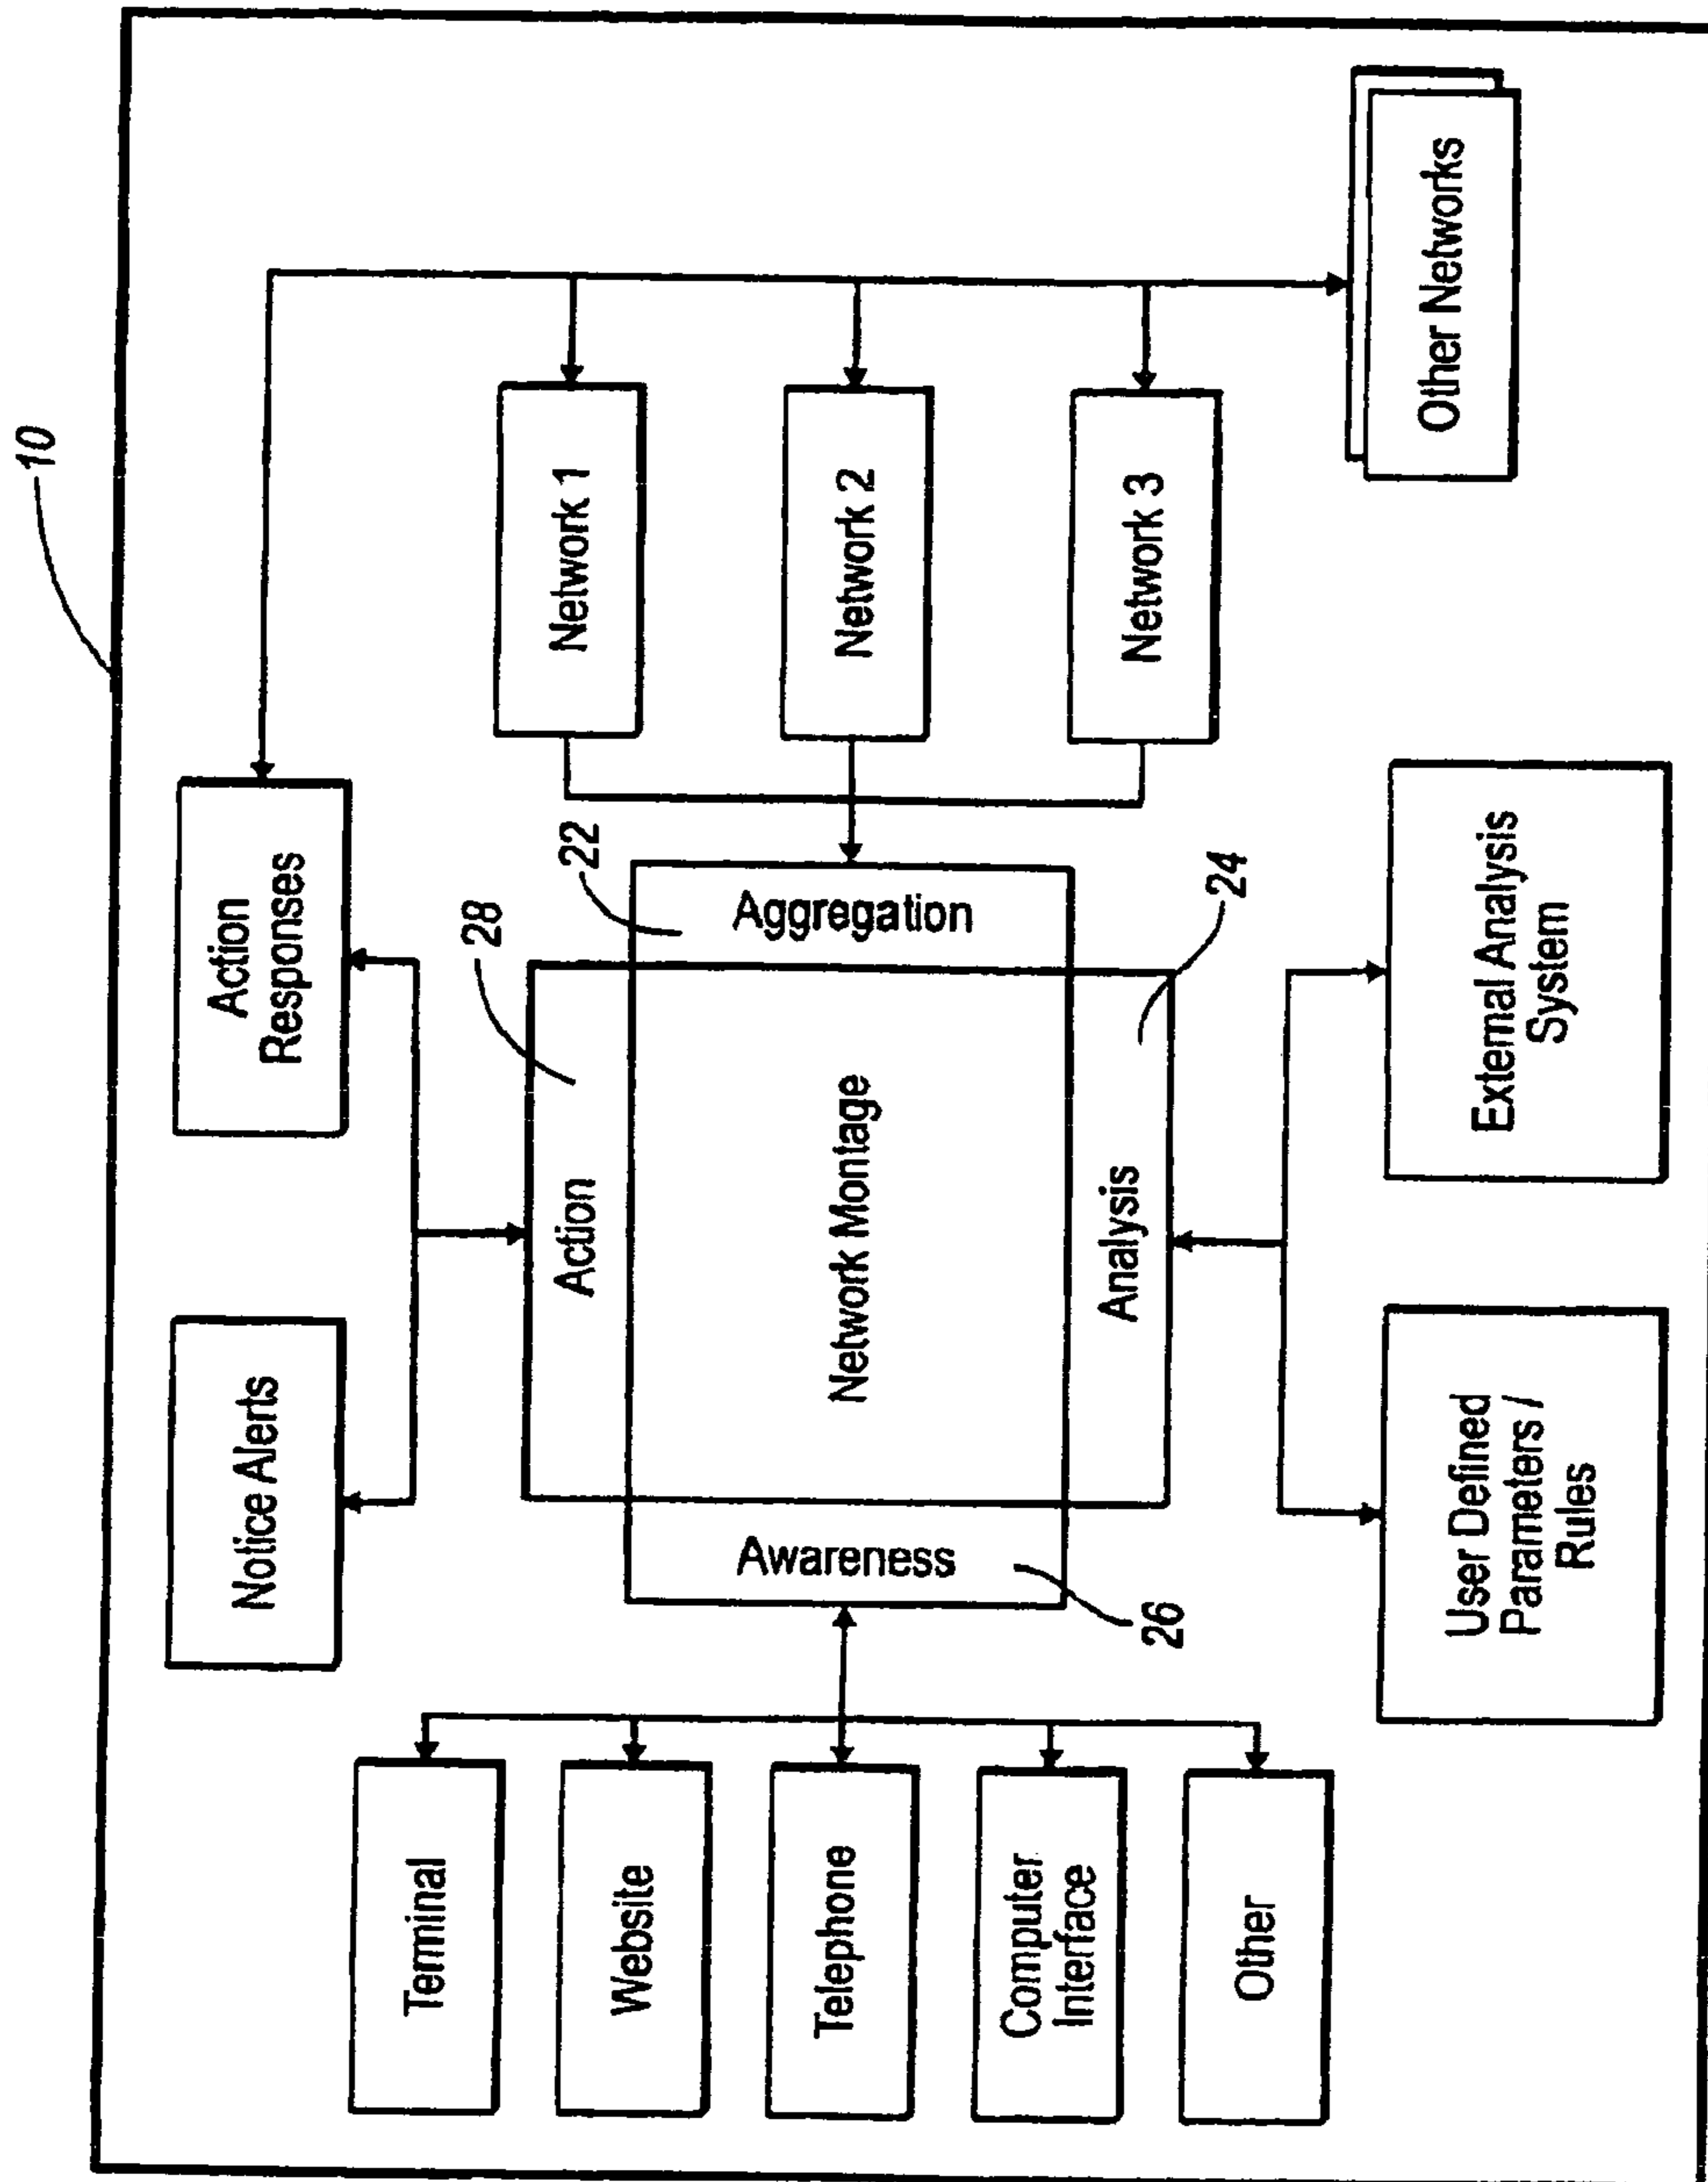 10
Notice Alerts
Action
Responses
Terminal
Website
Telephone
Computer
Interface
Other
28
Action
22
Awareness
Network Montage
Aggregation
26
Analysis
24
Network 1
Network 2
Network 3
User Defined
Parameters /
Rules
External Analysis
System
Other Networks